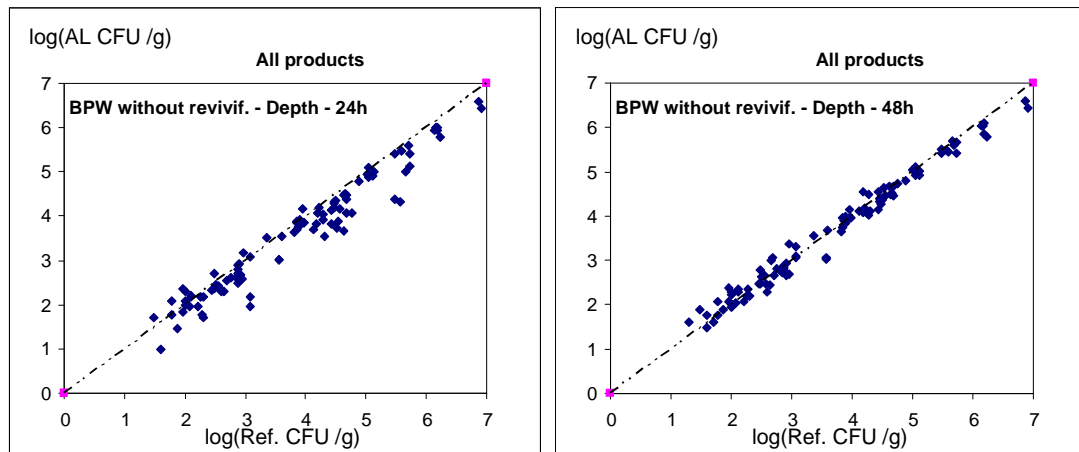 log(AL CFU /g)
All products
BPW without revivif. - Depth - 24h
7
6
5
4
3
2
1
0
0 1 2 3 4 5 6 7
log(Ref. CFU /g)
log(AL CFU /g)
All products
BPW without revivif. - Depth - 48h
7
6
5
4
3
2
1
0
0 1 2 3 4 5 6 7
log(Ref. CFU /g)